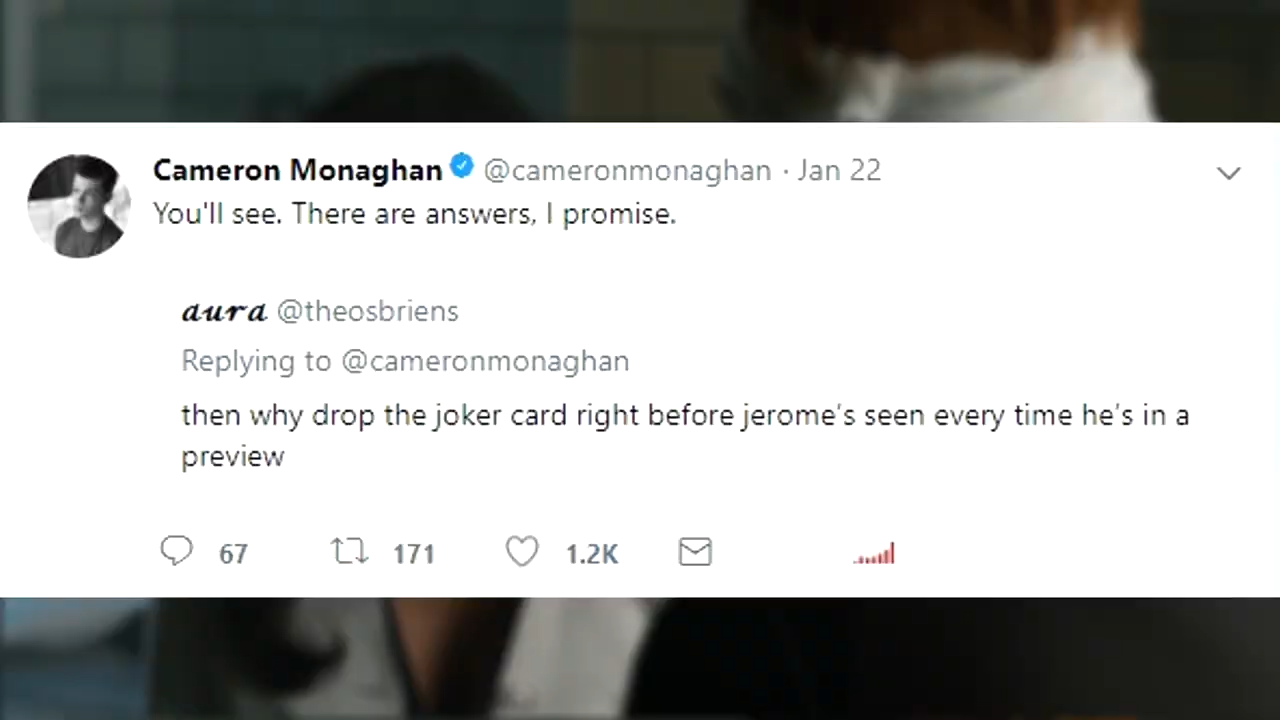 Cameron Monaghan @cameronmonaghan · Jan 22
You'll see. There are answers, I promise.
aura @theosbriens
Replying to @cameronmonaghan
then why drop the joker card right before jerome's seen every time he's in a
preview
67 171 1.2K